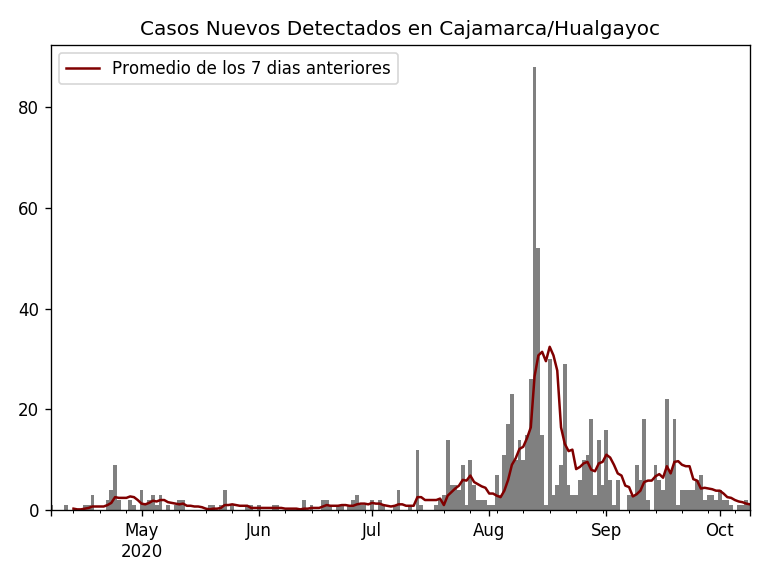 Casos Nuevos Detectados en Cajamarca/Hualgayoc
Promedio de los 7 dias anteriores
80
60
40
20
0
May Jun Jul Aug Sep Oct
2020